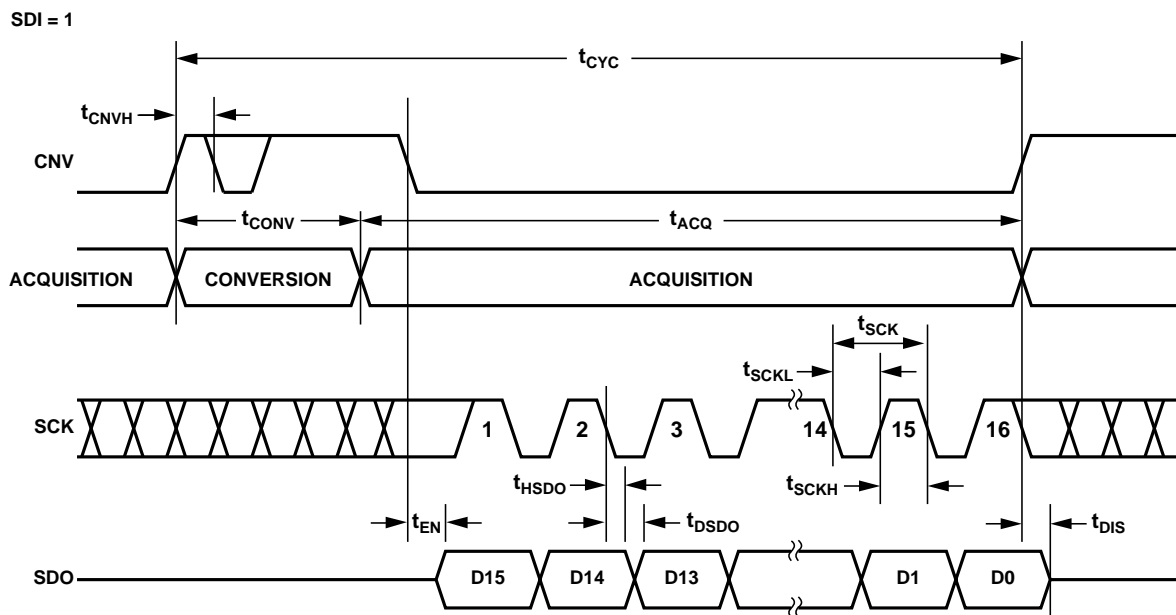 SDI = 1
tCYC
tCNVH
CNV
tCONV
tACQ
ACQUISITION
CONVERSION
ACQUISITION
tSCK
tSCKL
SCK
1
2
3
14
15
16
tHSDO
tSCKH
tEN
tDSDO
tDIS
SDO
D15
D14
D13
D1
D0